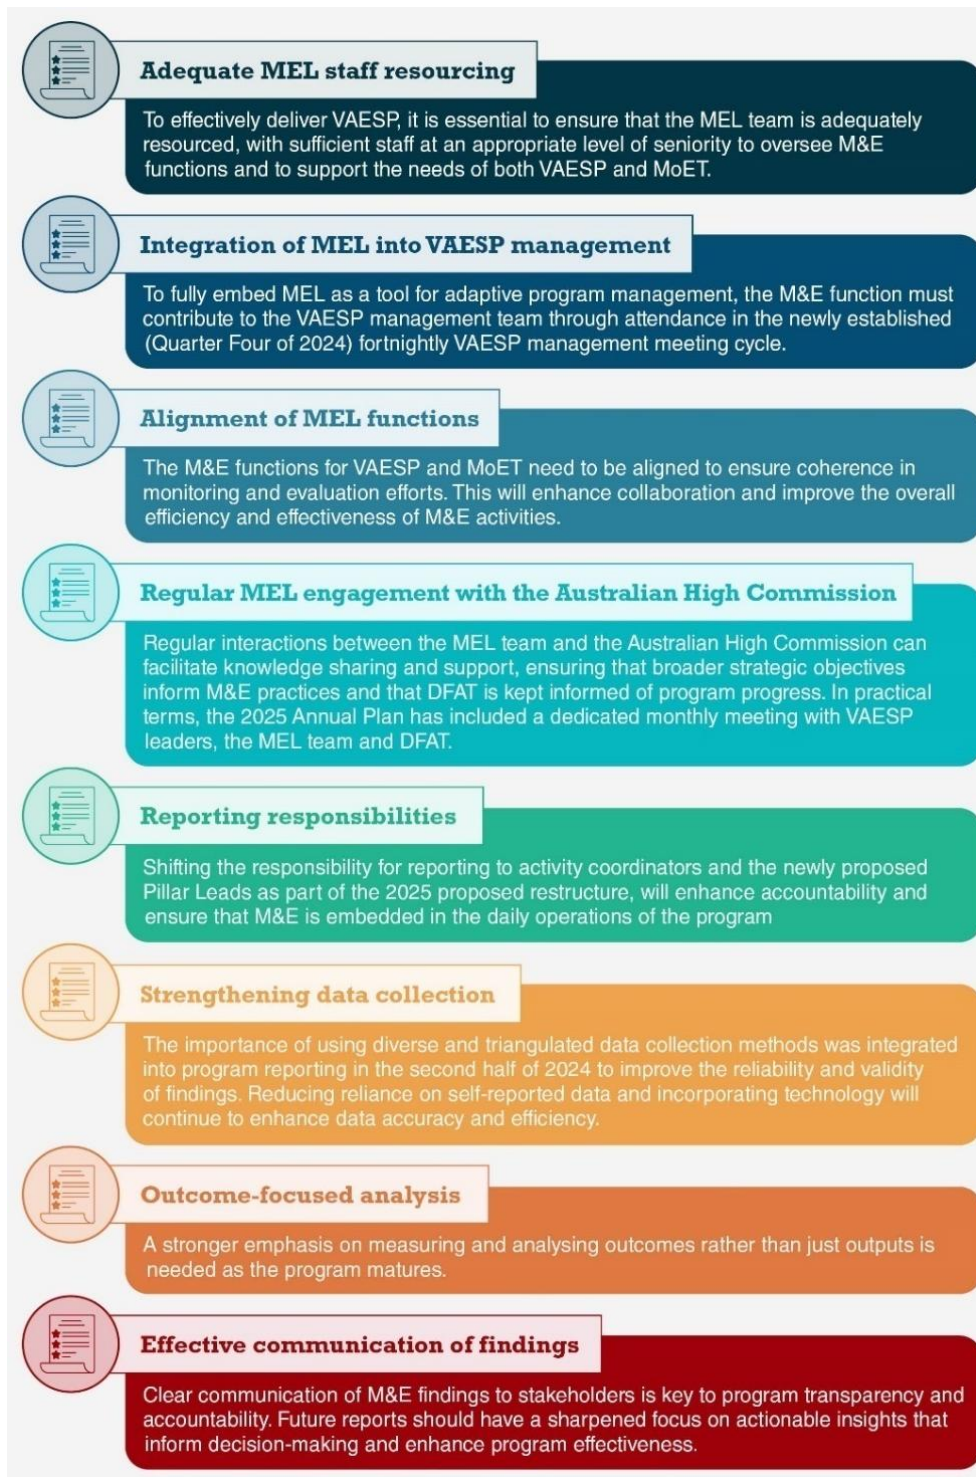 Adequate MEL staff resourcing
To effectively deliver VAESP, it is essential to ensure that the MEL team is adequately
resourced, with sufficient staff at an appropriate level of seniority to oversee M&E
functions and to support the needs of both VAESP and MoET.
Integration of MEL into VAESP management
To fully embed MEL as a tool for adaptive program management, the M&E function must
contribute to the VAESP management team through attendance in the newly established
(Quarter Four of 2024) fortnightly VAESP management meeting cycle.
Alignment of MEL functions
The M&E functions for VAESP and MoET need to be aligned to ensure coherence in
monitoring and evaluation efforts. This will enhance collaboration and improve the overall
efficiency and effectiveness of M&E activities.
Regular MEL engagement with the Australian High Commission
Regular interactions between the MEL team and the Australian High Commission can
facilitate knowledge sharing and support, ensuring that broader strategic objectives
inform M&E practices and that DFAT is kept informed of program progress. In practical
terms, the 2025 Annual Plan has included a dedicated monthly meeting with VAESP
leaders, the MEL team and DFAT.
Reporting responsibilities
Shifting the responsibility for reporting to activity coordinators and the newly proposed
Pillar Leads as part of the 2025 proposed restructure, will enhance accountability and
ensure that M&E is embedded in the daily operations of the program
Strengthening data collection
The importance of using diverse and triangulated data collection methods was integrated
into program reporting in the second half of 2024 to improve the reliability and validity
of findings. Reducing reliance on self-reported data and incorporating technology will
continue to enhance data accuracy and efficiency.
Outcome-focused analysis
A stronger emphasis on measuring and analysing outcomes rather than just outputs is
needed as the program matures.
Effective communication of findings
Clear communication of M&E findings to stakeholders is key to program transparency and
accountability. Future reports should have a sharpened focus on actionable insights that
inform decision-making and enhance program effectiveness.